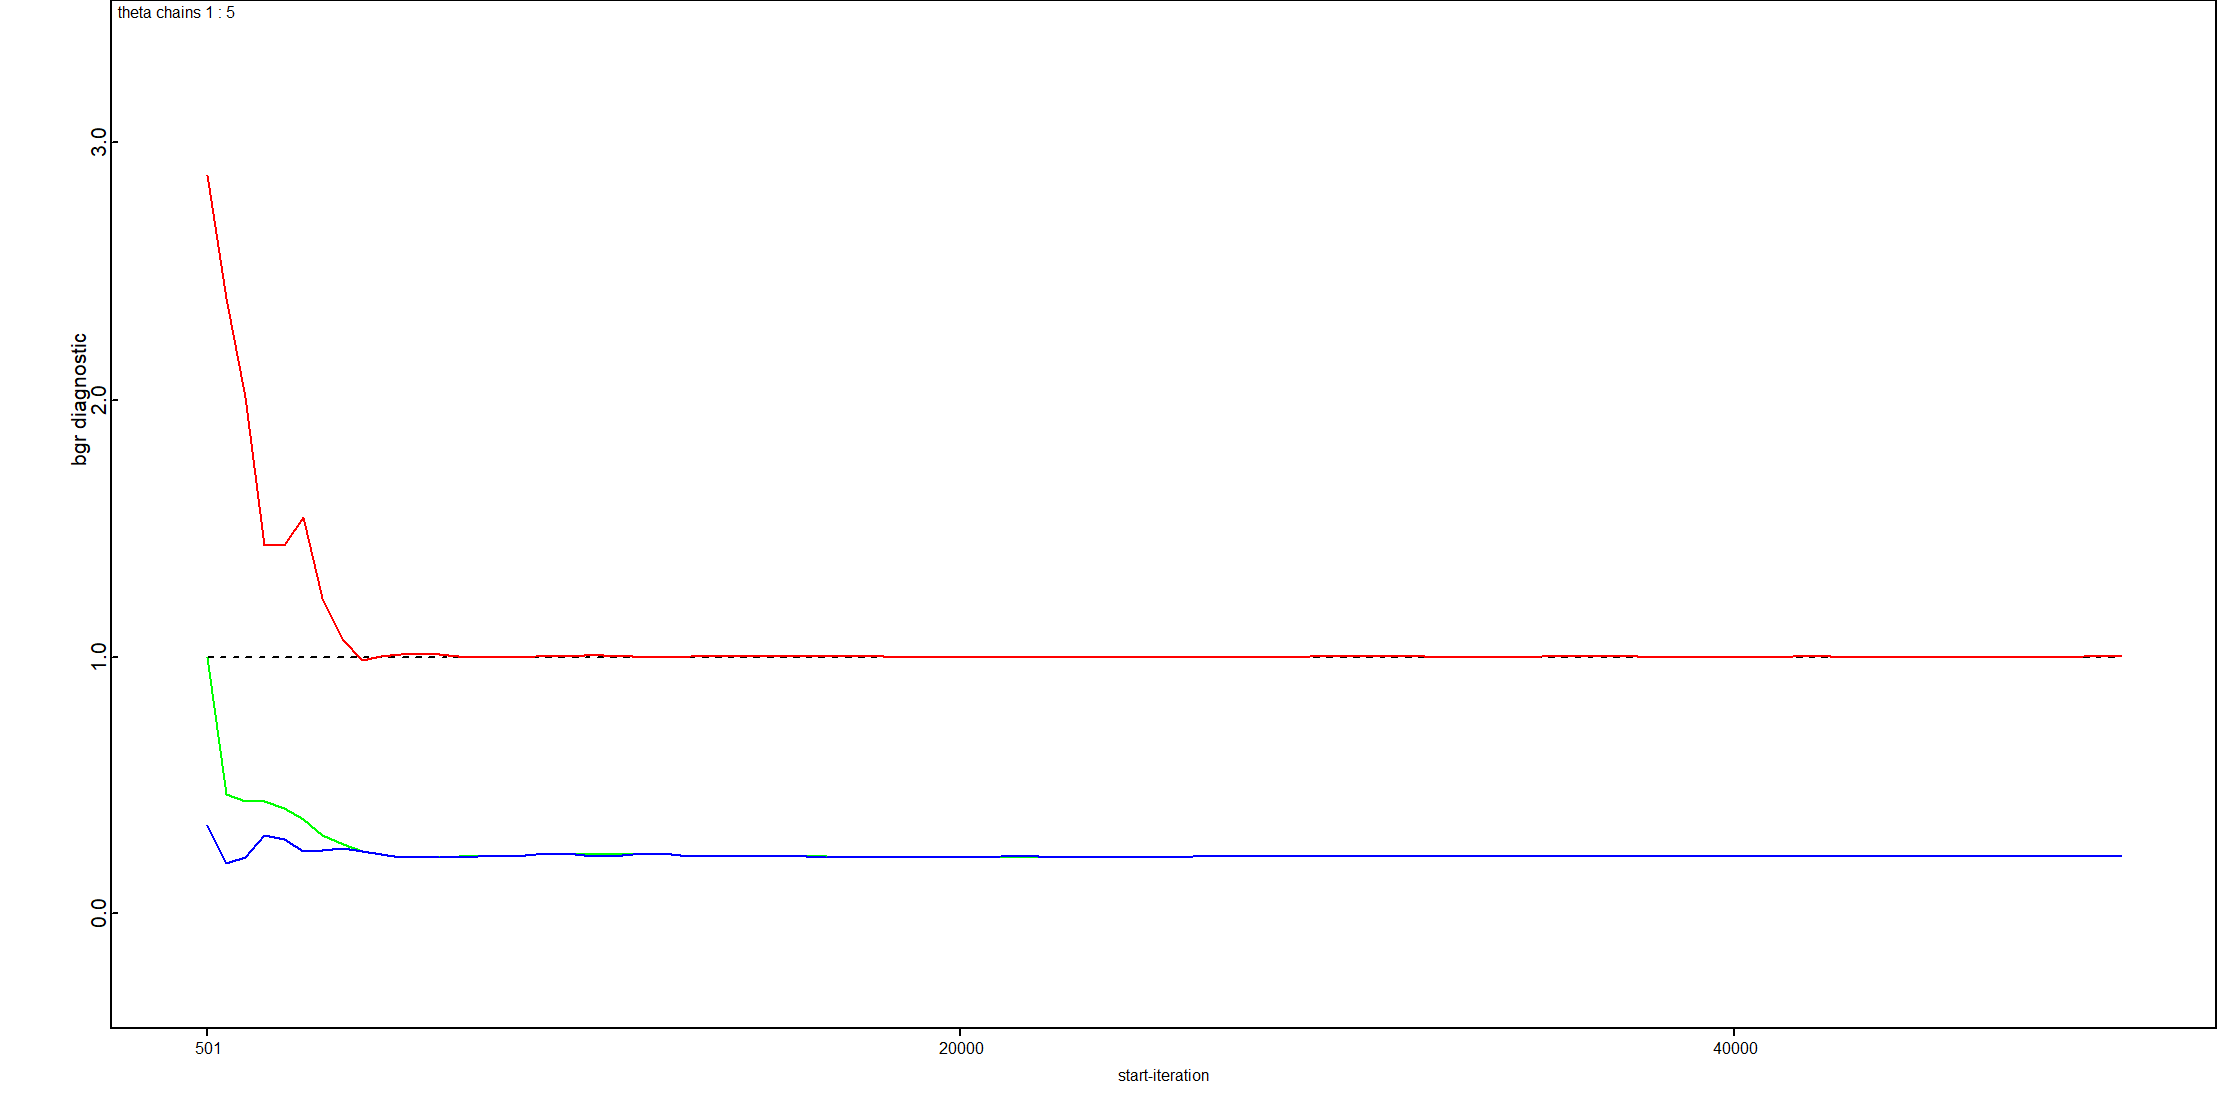 theta chains 1 : 5
bgr diagnostic
3.0
2.0
1.0
0.0
501
20000
40000
start-iteration